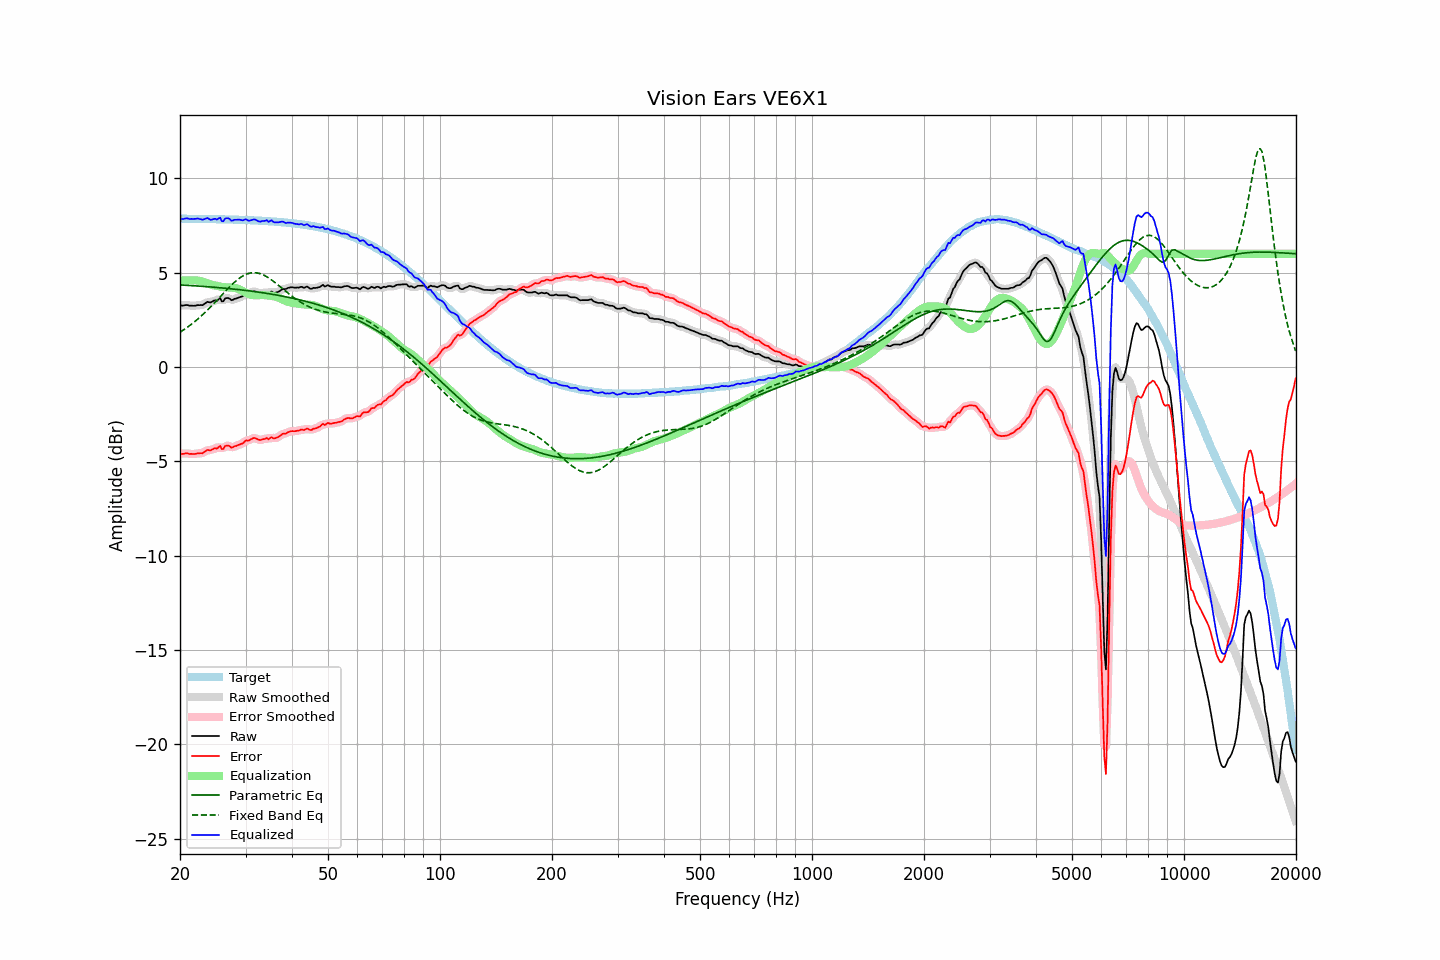 Vision Ears VE6X1
10
5
0
−5
−10
−15
−20
−25
Amplitude (dBr)
Target
Raw Smoothed
Error Smoothed
Raw
Error
Equalization
Parametric Eq
Fixed Band Eq
Equalized
20 50 100 200 500 1000 2000 5000 10000 20000
Frequency (Hz)